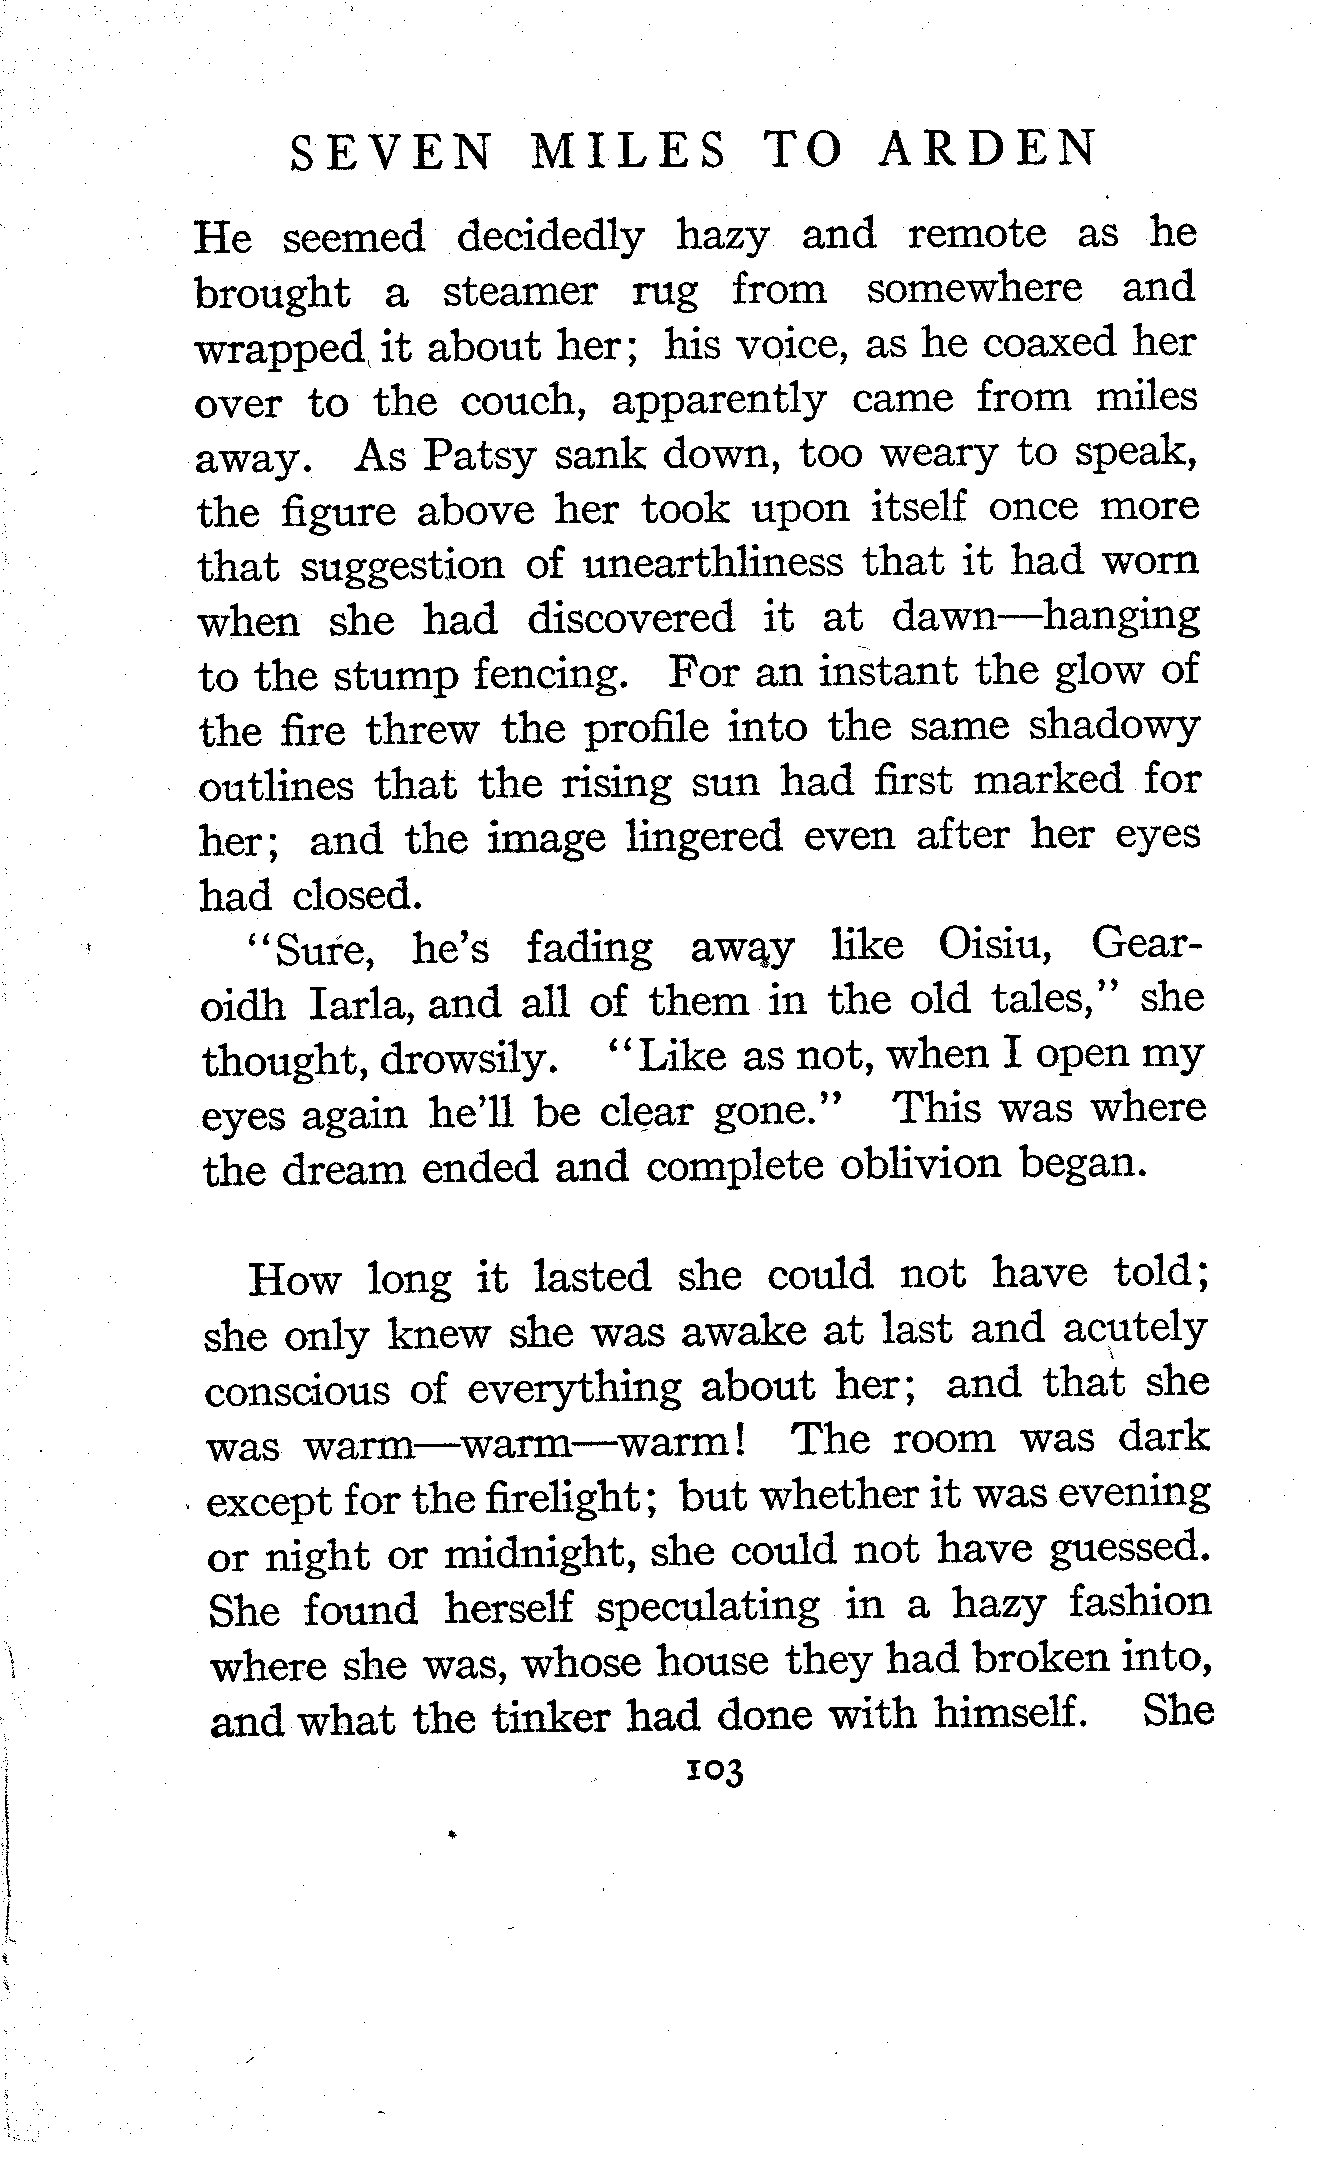 SEVEN MILES TO ARDEN
He seemed decidedly hazy and remote as he
brought a steamer rug from somewhere and
wrapped it about her; his voice, as he coaxed her
over to the couch, apparently came from miles
away. As Patsy sank down, too weary to speak,
the figure above her took upon itself once more
that suggestion of unearthliness that it had worn
when she had discovered it at dawn—hanging
to the stump fencing. For an instant the glow of
the fire threw the profile into the same shadowy
outlines that the rising sun had first marked for
her; and the image lingered even after her eyes
had closed.
"Sure, he's fading away like Oisiu, Gear-
oidh Iarla, and all of them in the old tales," she
thought, drowsily. "Like as not, when I open my
eyes again he'll be clear gone." This was where
the dream ended and complete oblivion began.
How long it lasted she could not have told;
she only knew she was awake at last and acutely
conscious of everything about her; and that she
was warm—warm—warm! The room was dark
except for the firelight; but whether it was evening
or night or midnight, she could not have guessed.
She found herself speculating in a hazy fashion
where she was, whose house they had broken into,
and what the tinker had done with himself. She
103